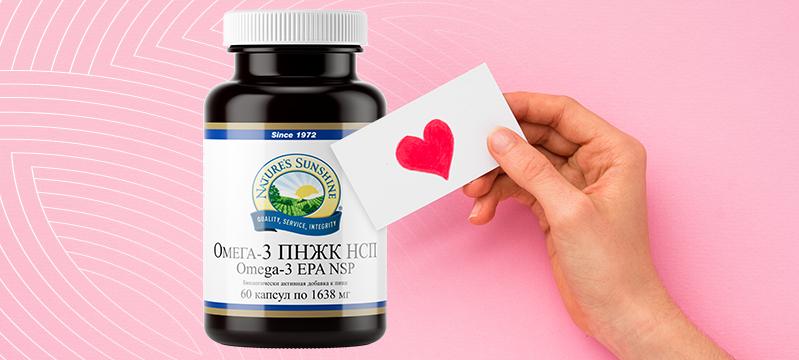 Since 1972
NATURE'S SUNSHINE
®
QUALITY, SERVICE, INTEGRITY
Омега-3 ПНЖК НСП
Omega-3 EPA NSP
Биологически активная добавка к пище
60 капсул по 1638 мг